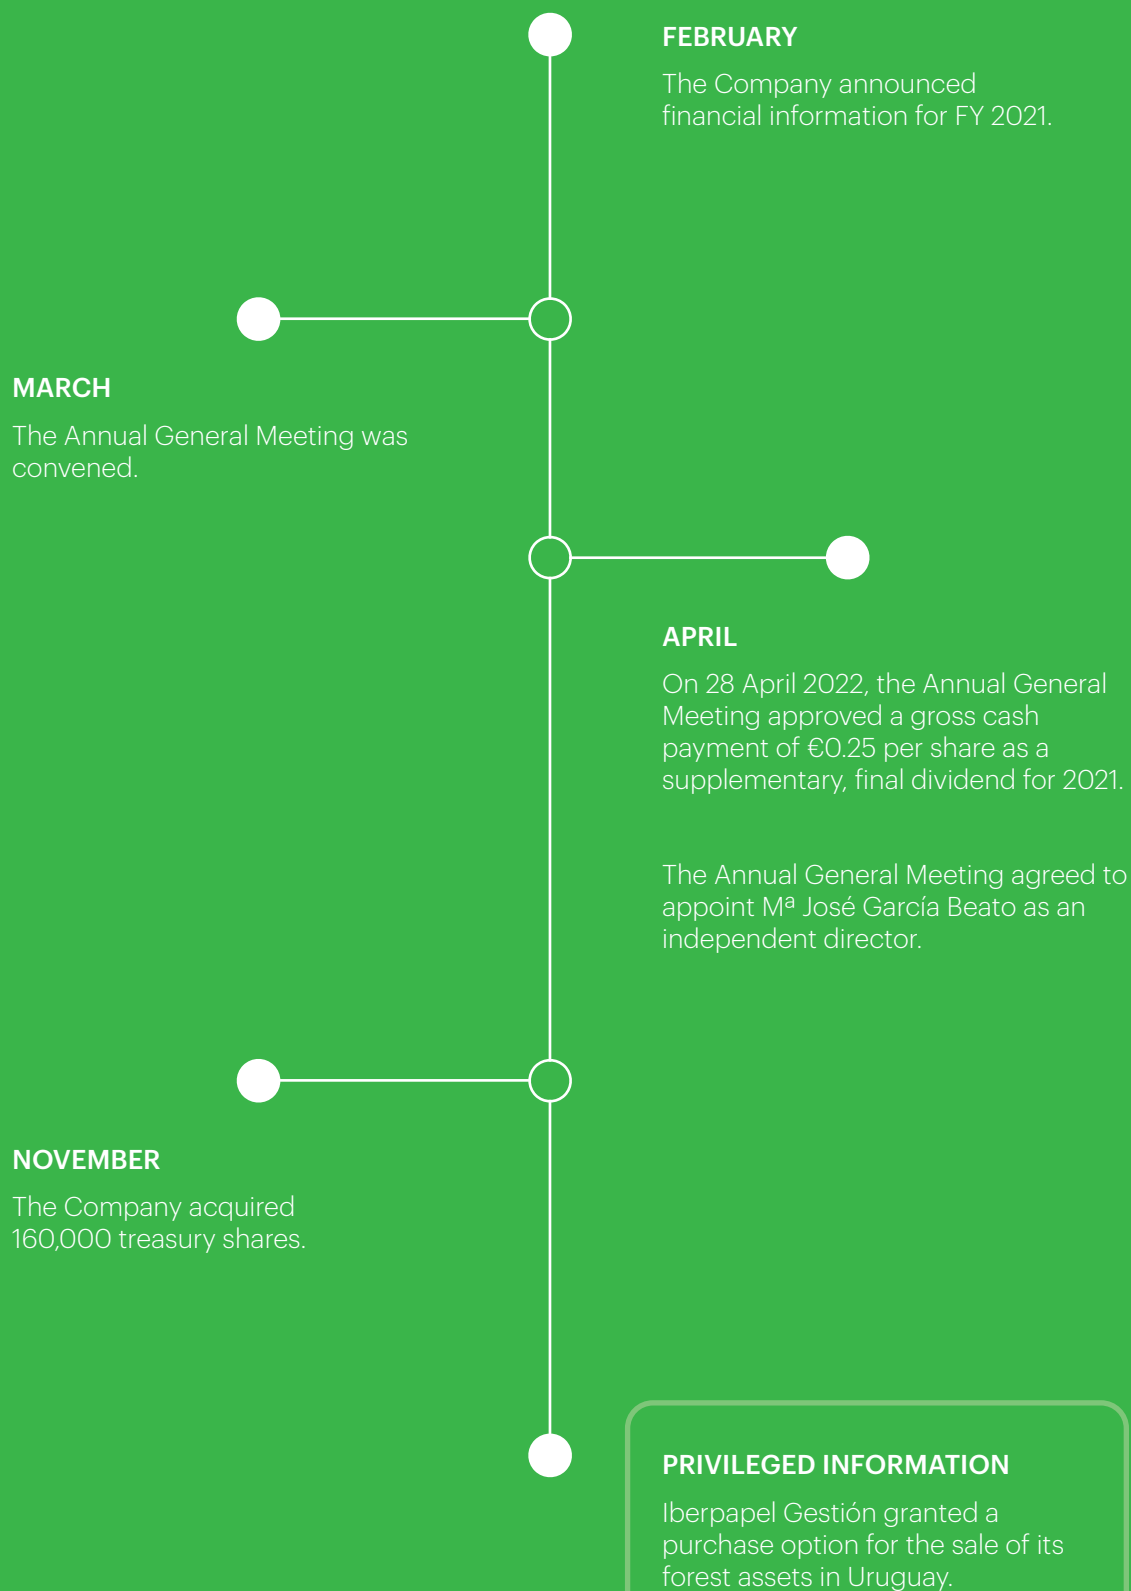 FEBRUARY
The Company announced
financial information for FY 2021.
MARCH
The Annual General Meeting was
convened.
APRIL
On 28 April 2022, the Annual General
Meeting approved a gross cash
payment of €0.25 per share as a
supplementary, final dividend for 2021.
The Annual General Meeting agreed to
appoint Mª José García Beato as an
independent director.
NOVEMBER
The Company acquired
160,000 treasury shares.
PRIVILEGED INFORMATION
Iberpapel Gestión granted a
purchase option for the sale of its
forest assets in Uruguay.